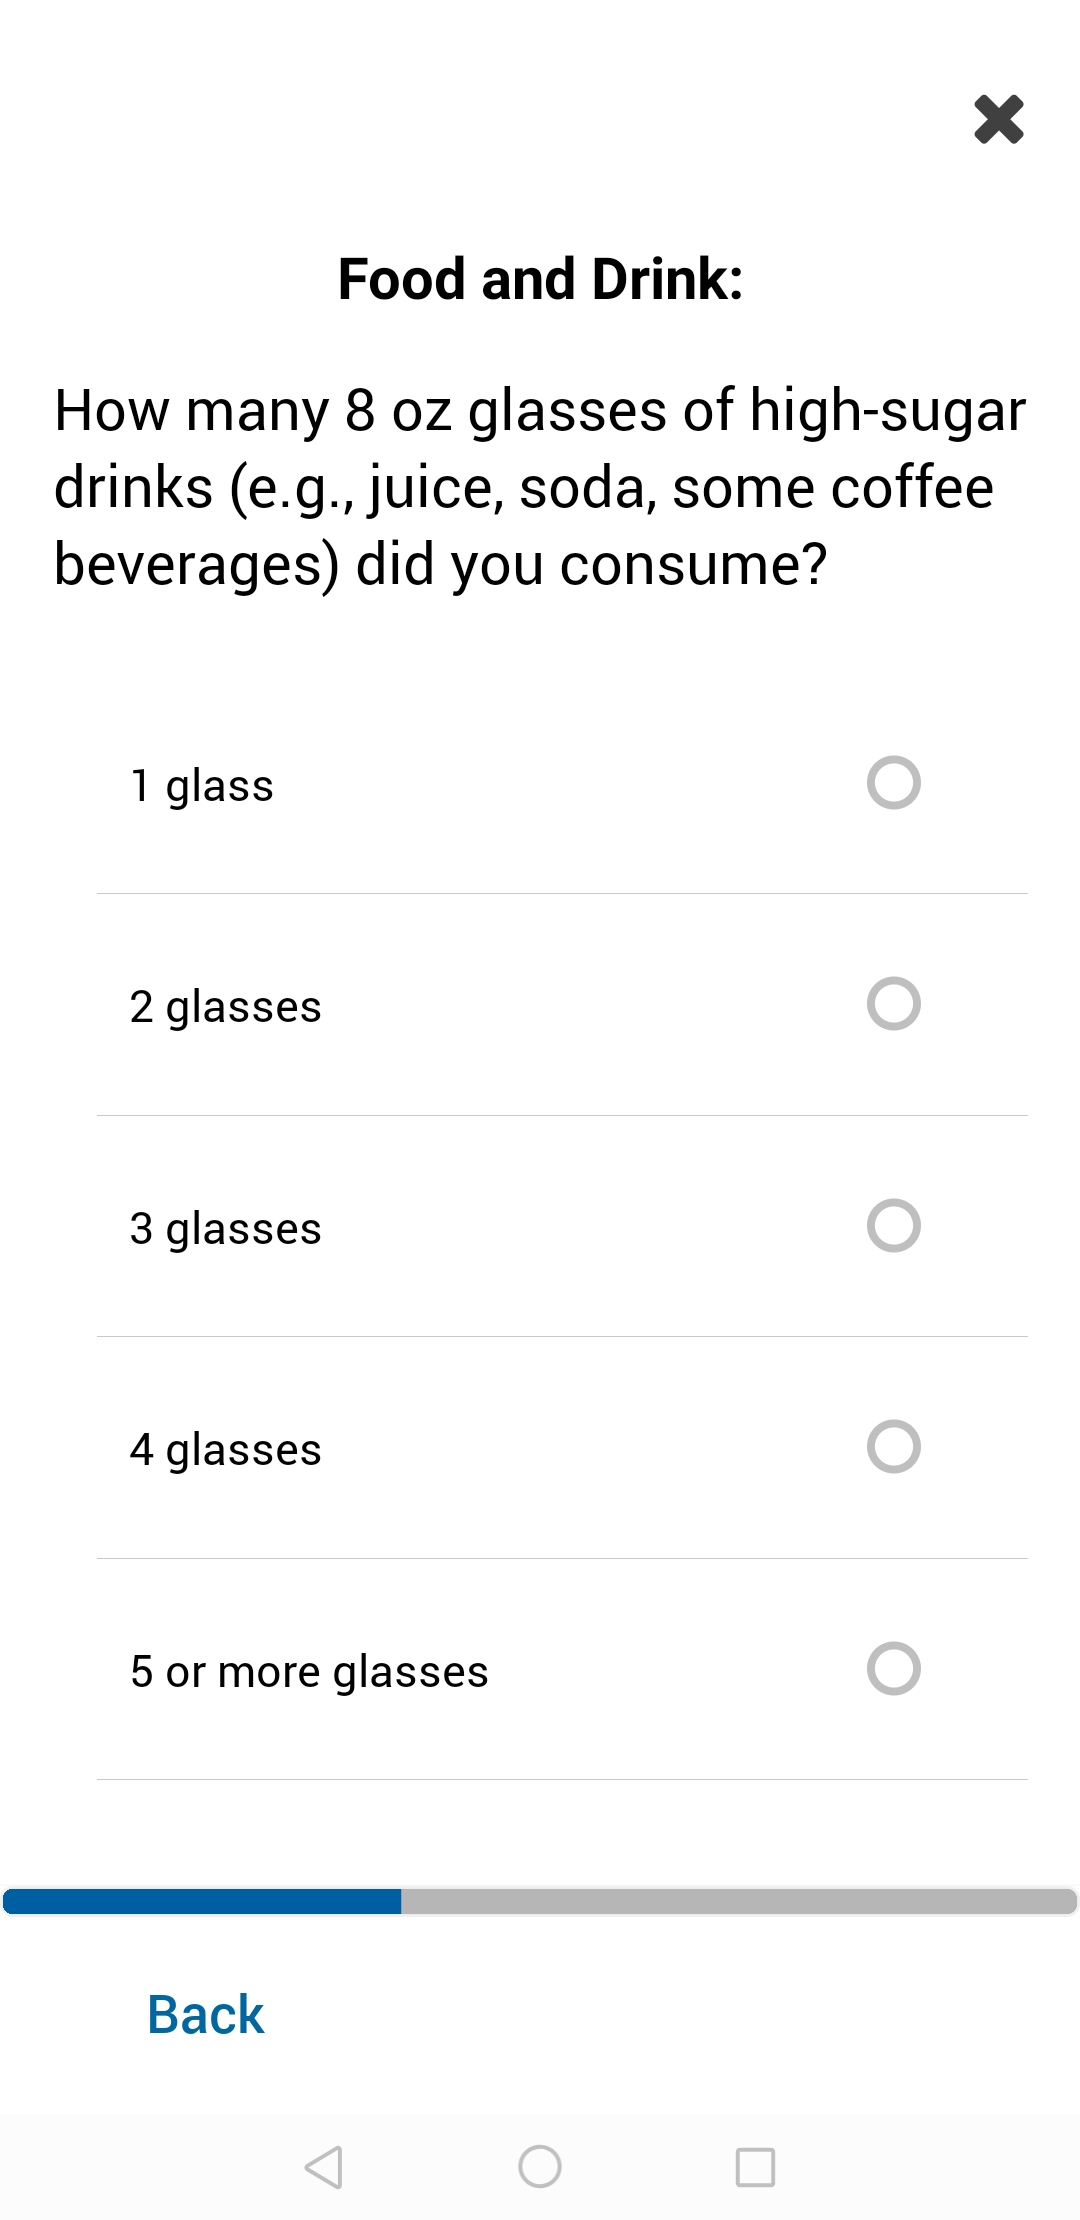 Food and Drink:
How many 8 oz glasses of high-sugar
drinks (e.g., juice, soda, some coffee
beverages) did you consume?
1 glass
2 glasses
3 glasses
4 glasses
5 or more glasses
Back